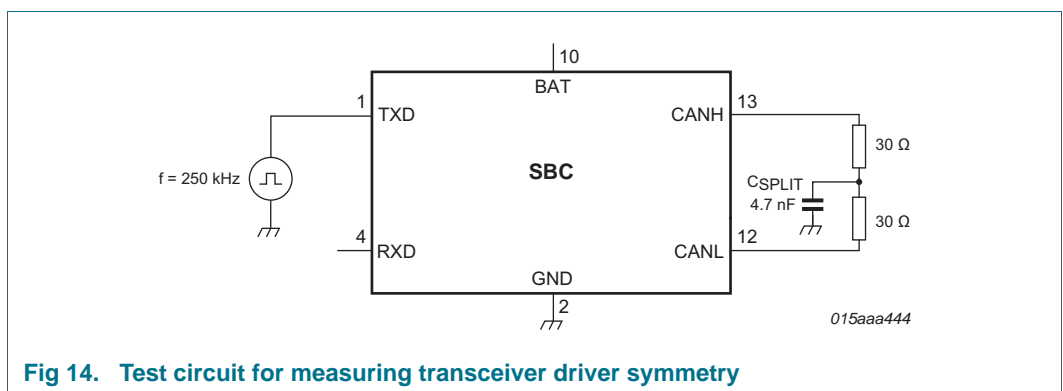 10
BAT
1
TXD
CANH
13
30 Ω
f = 250 kHz
SBC
CSPLIT
4.7 nF
30 Ω
4
RXD
CANL
12
GND
2
015aaa444
Fig 14. Test circuit for measuring transceiver driver symmetry